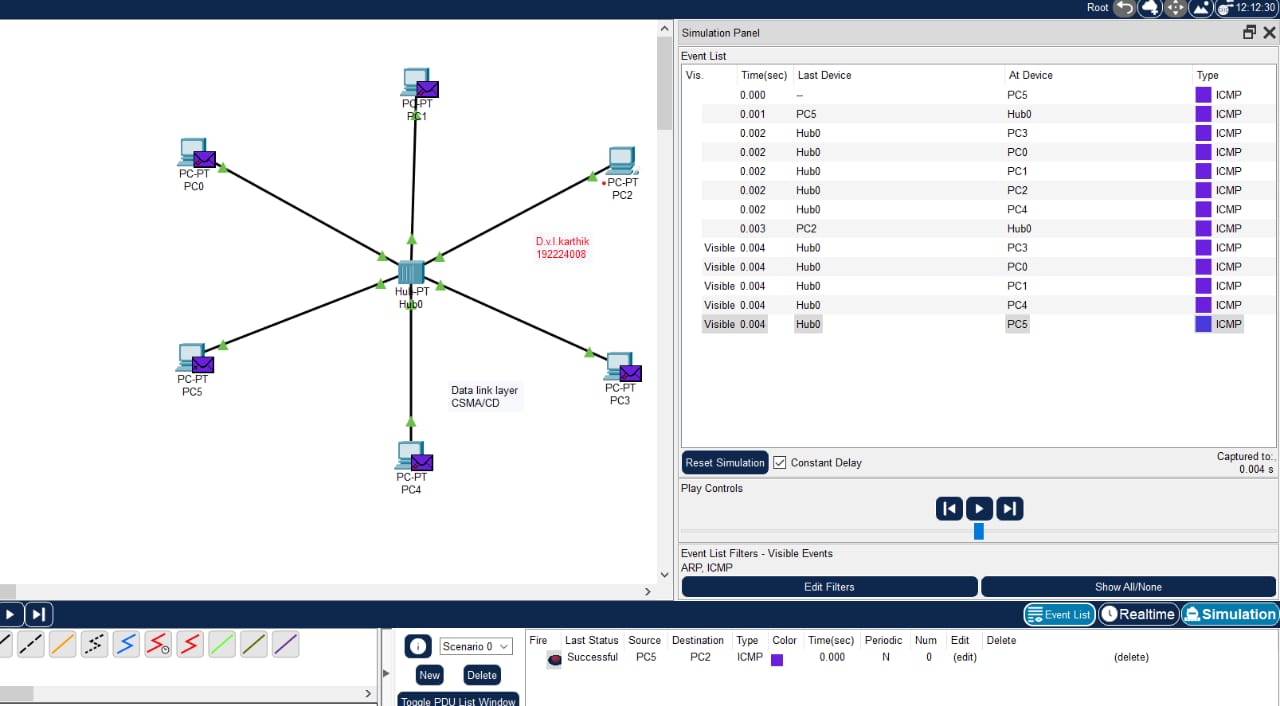 Root 12:12:30
Simulation Panel
Event List
Vis. Time(sec) Last Device At Device Type
0.000 -- PC5 ICMP
0.001 PC5 Hub0 ICMP
0.002 Hub0 PC3 ICMP
0.002 Hub0 PC0 ICMP
0.002 Hub0 PC1 ICMP
0.002 Hub0 PC2 ICMP
0.002 Hub0 PC4 ICMP
0.003 PC2 Hub0 ICMP
Visible 0.004 Hub0 PC3 ICMP
Visible 0.004 Hub0 PC0 ICMP
Visible 0.004 Hub0 PC1 ICMP
Visible 0.004 Hub0 PC4 ICMP
Visible 0.004 Hub0 PC5 ICMP
Reset Simulation Constant Delay
Captured to:
0.004 s
Play Controls
Event List Filters - Visible Events
ARP, ICMP
Edit Filters Show All/None
PC-PT
PC1
PC-PT
PC0
PC-PT
PC2
D.v.l.karthik
192224008
Hub-PT
Hub0
PC-PT
PC5
PC-PT
PC3
Data link layer
CSMA/CD
PC-PT
PC4
Event List Realtime Simulation
Scenario 0
New Delete
Toggle PDU List Window
Fire Last Status Source Destination Type Color Time(sec) Periodic Num Edit Delete
Successful PC5 PC2 ICMP 0.000 N 0 (edit) (delete)